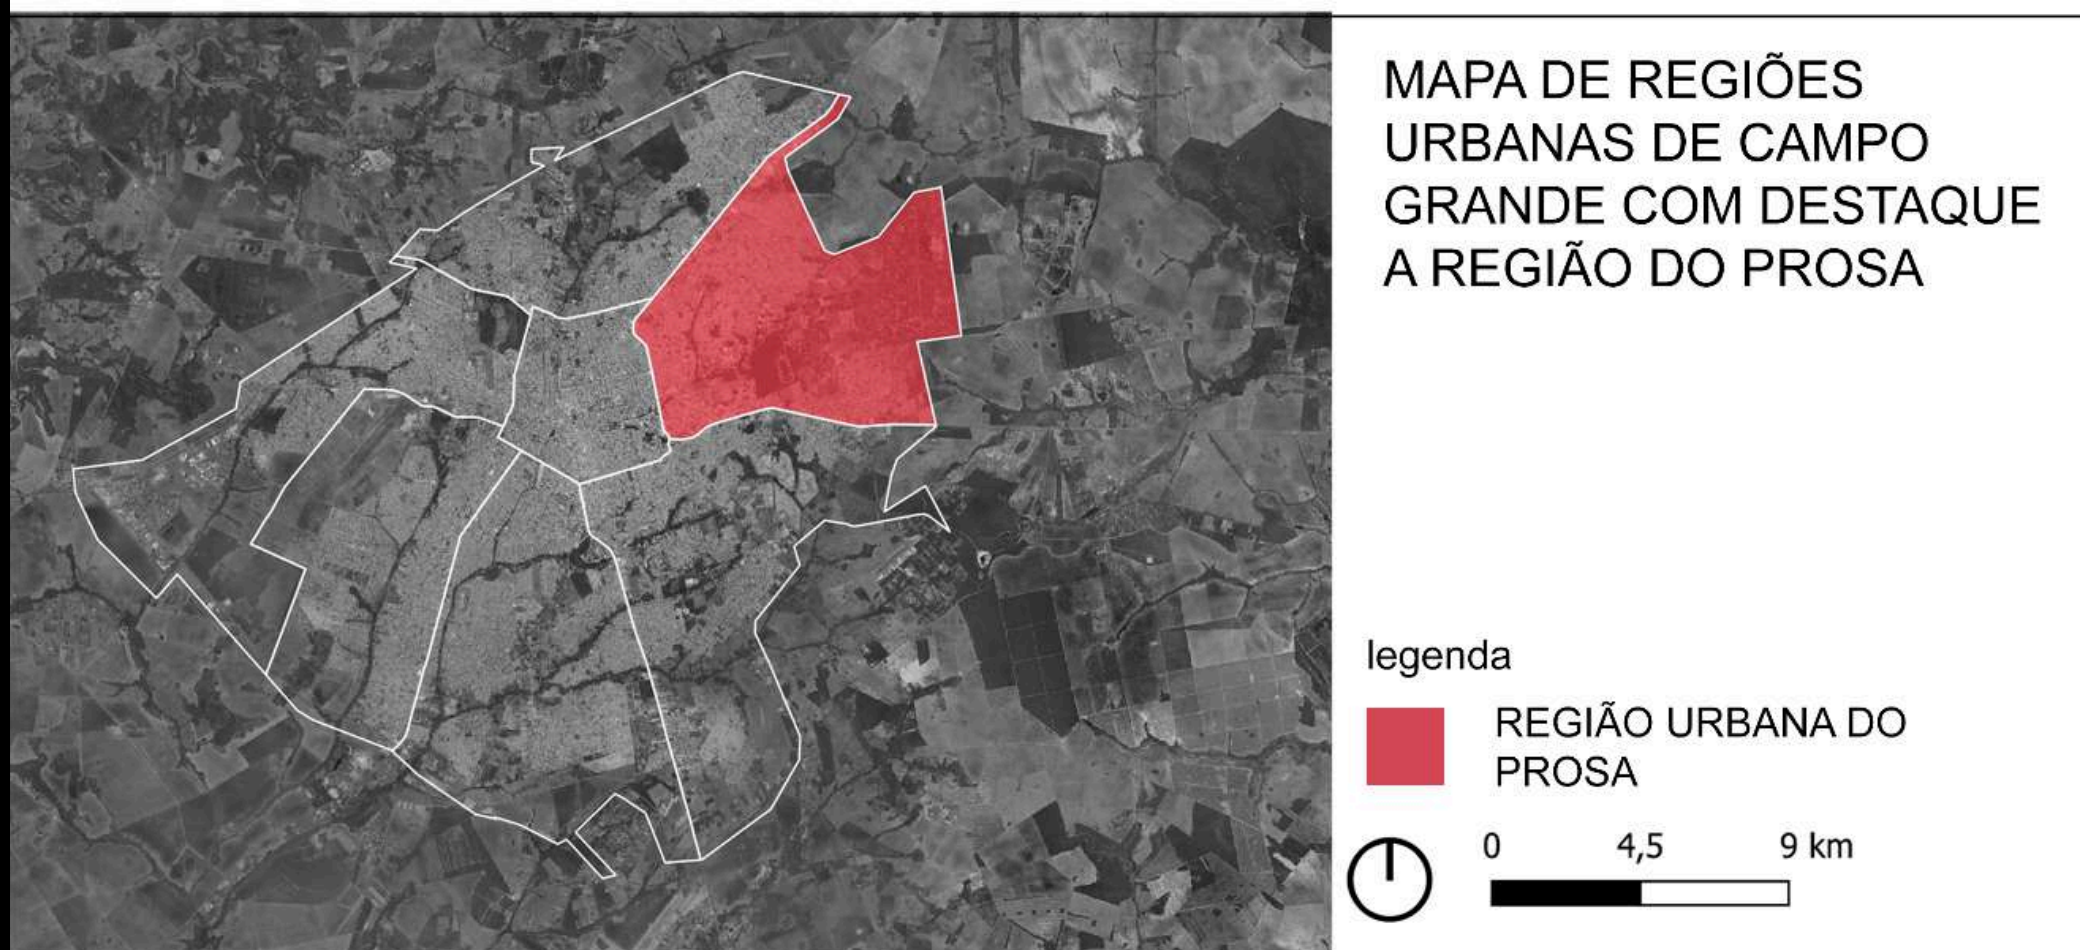 MAPA DE REGIÕES
URBANAS DE CAMPO
GRANDE COM DESTAQUE
A REGIÃO DO PROSA
legenda
REGIÃO URBANA DO
PROSA
0 4,5 9 km